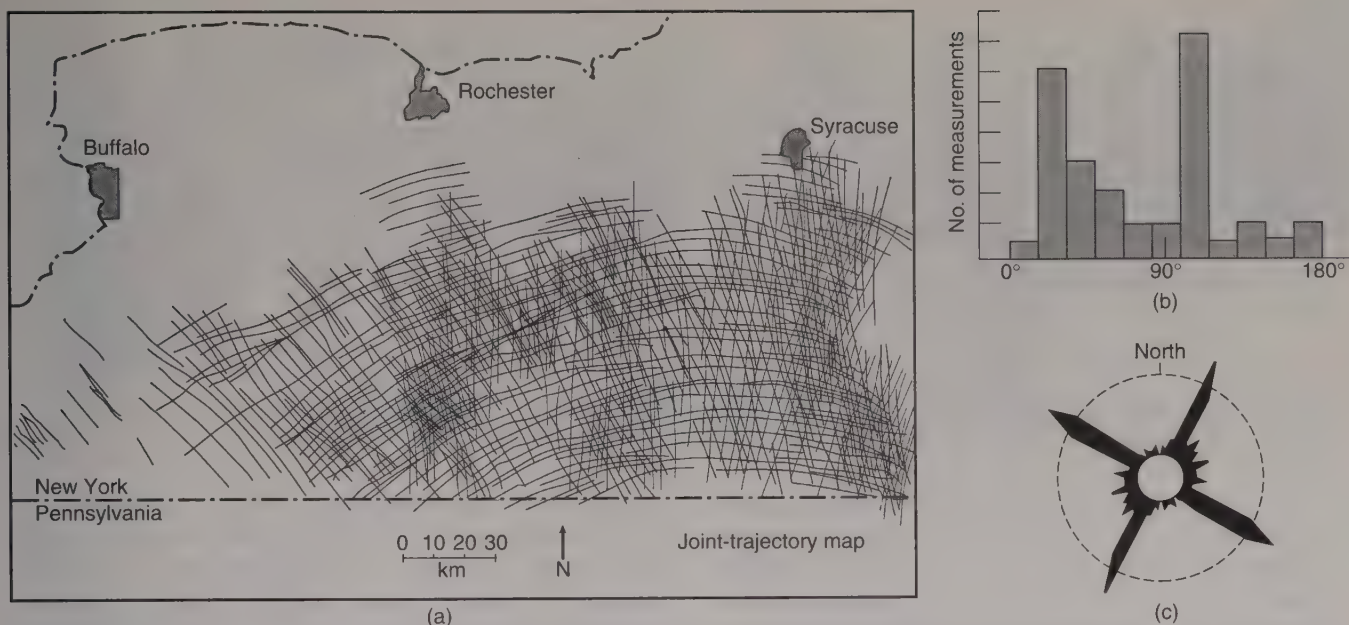 Buffalo
Rochester
Syracuse
New York
Pennsylvania
0 10 20 30
km
N
Joint-trajectory map
(a)
No. of measurements
0° 90° 180°
(b)
North
(c)